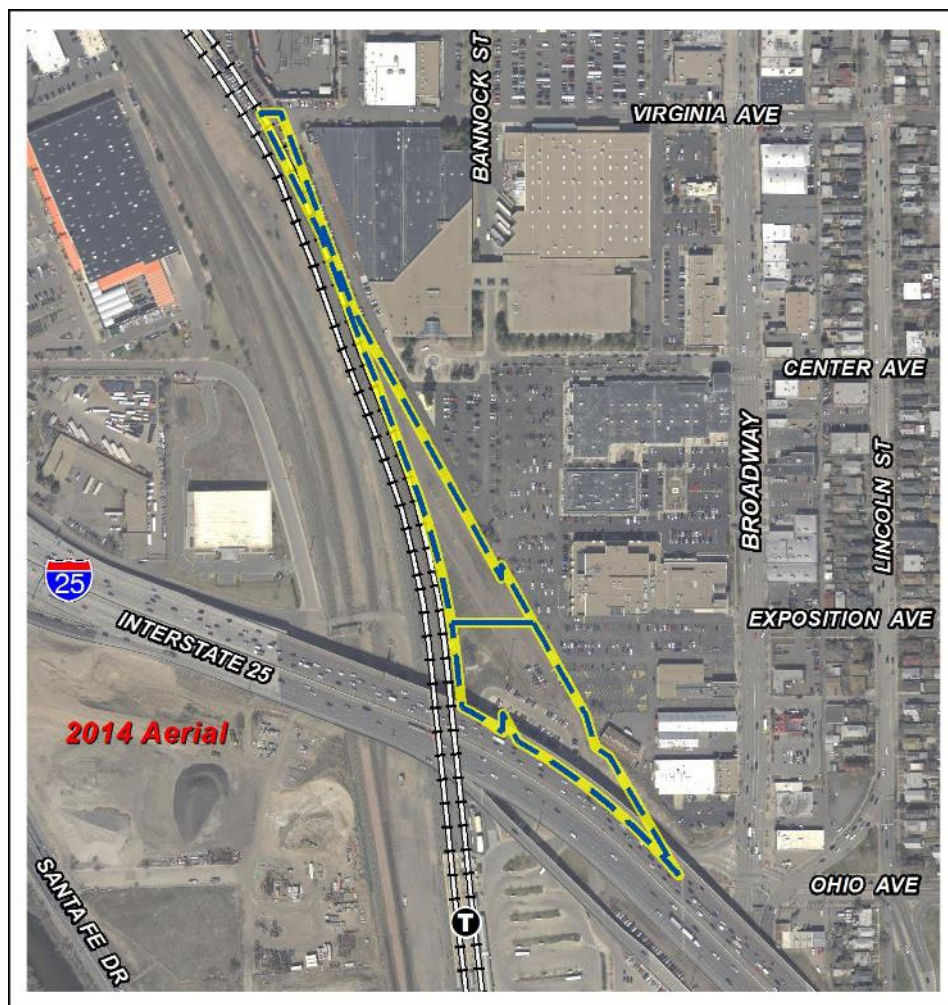 BANNOCK ST
VIRGINIA AVE
CENTER AVE
BROADWAY
LINCOLN ST
25
INTERSTATE 25
EXPOSITION AVE
2014 Aerial
SANTA FE DR
T
OHIO AVE